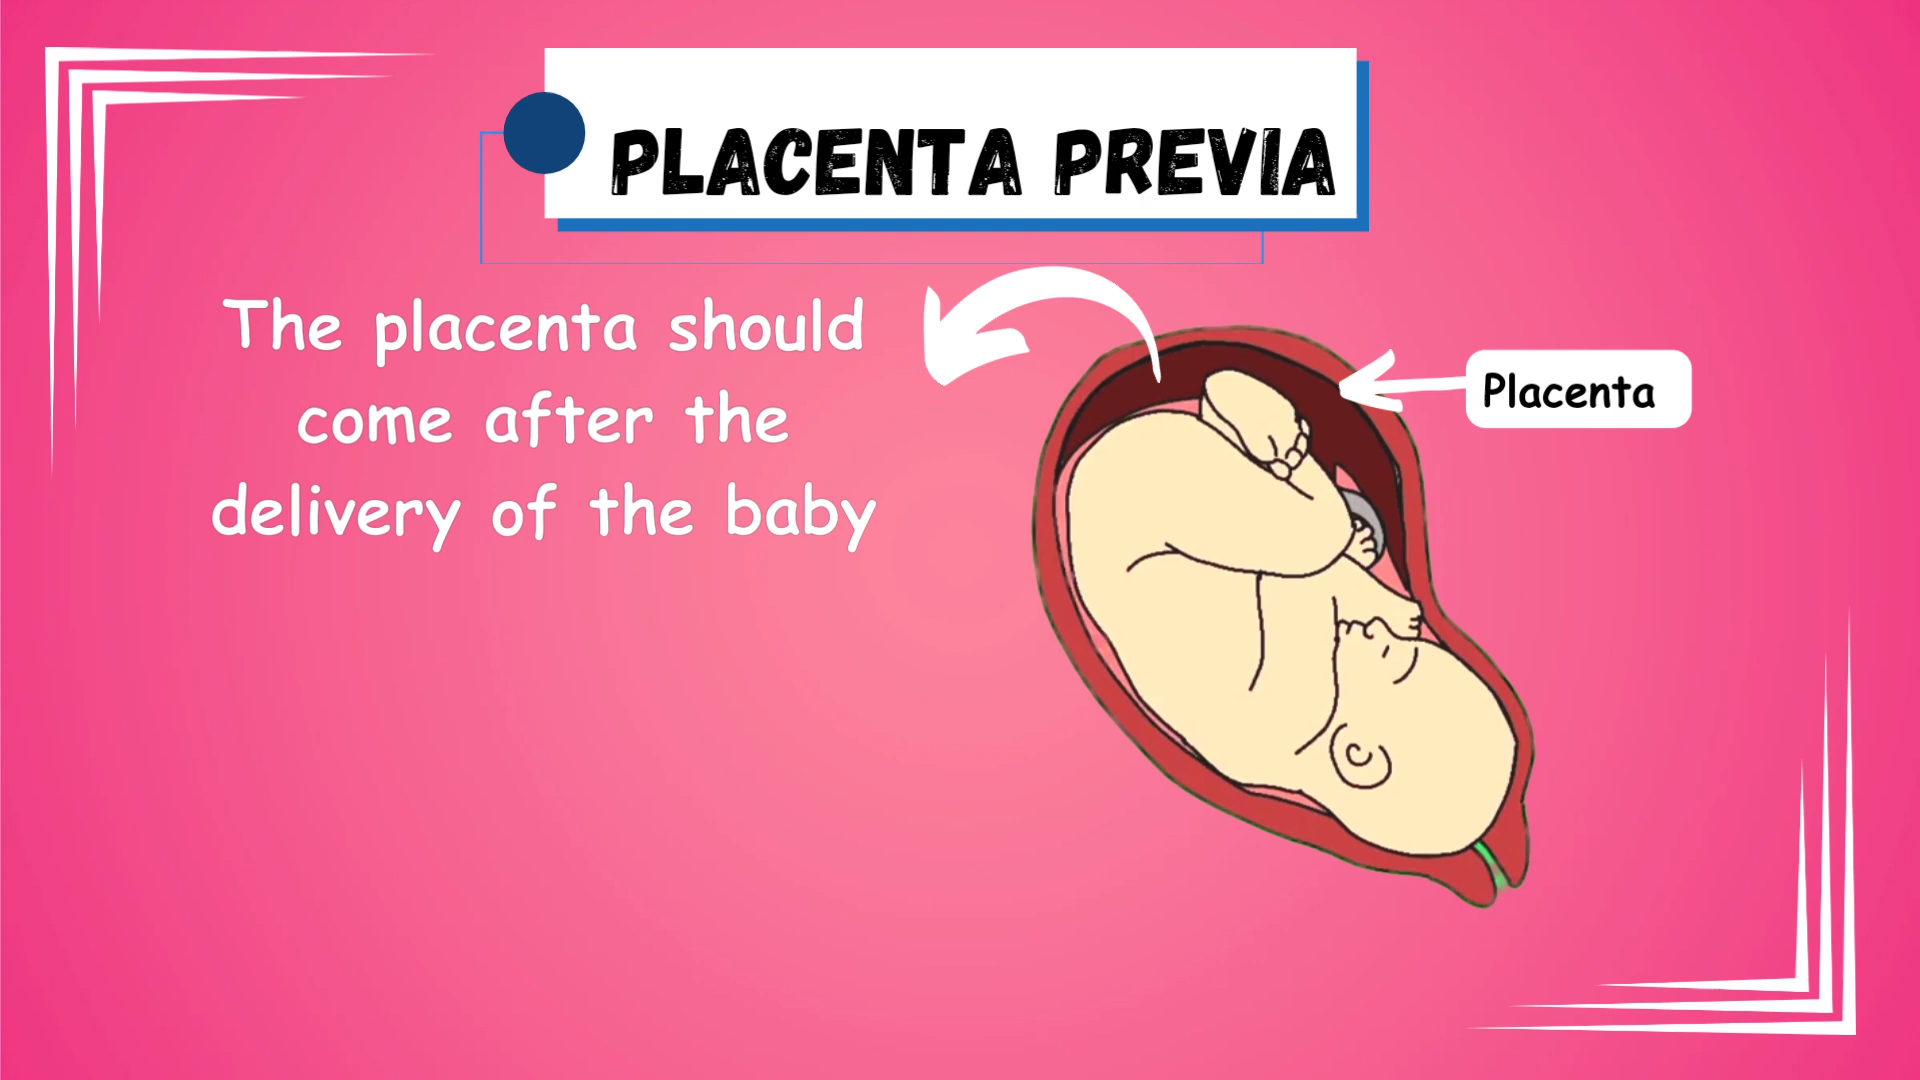 PLACENTA PREVIA
The placenta should
come after the
delivery of the baby
Placenta